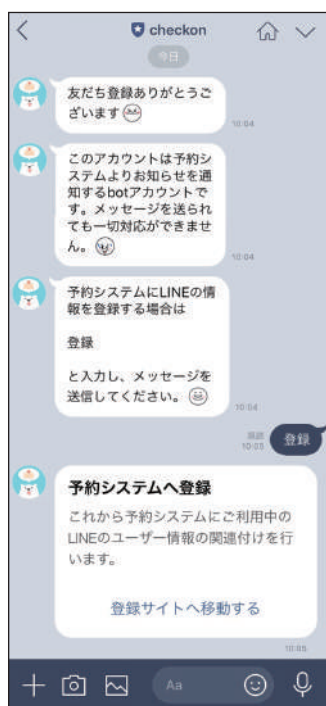 checkon
今日
友だち登録ありがとうご
ざいます
10:04
このアカウントは予約シ
ステムよりお知らせを通
知するbotアカウントで
す。メッセージを送られ
ても一切対応ができませ
ん。
10:04
予約システムにLINEの情
報を登録する場合は
登録
と入力し、メッセージを
送信してください。
10:04
既読
10:05
登録
予約システムへ登録
これから予約システムにご利用中の
LINEのユーザー情報の関連付けを行
います。
登録サイトへ移動する
10:05
Aa